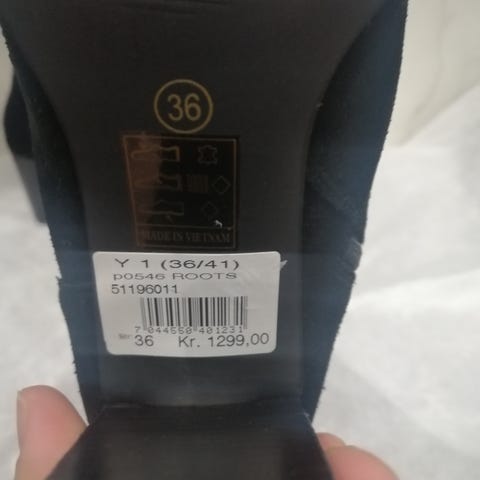 36
MADE IN VIETNAM
Y 1 (36/41)
p0546 ROOTS
51196011
7 044550 401231
36 Kr. 1299,00